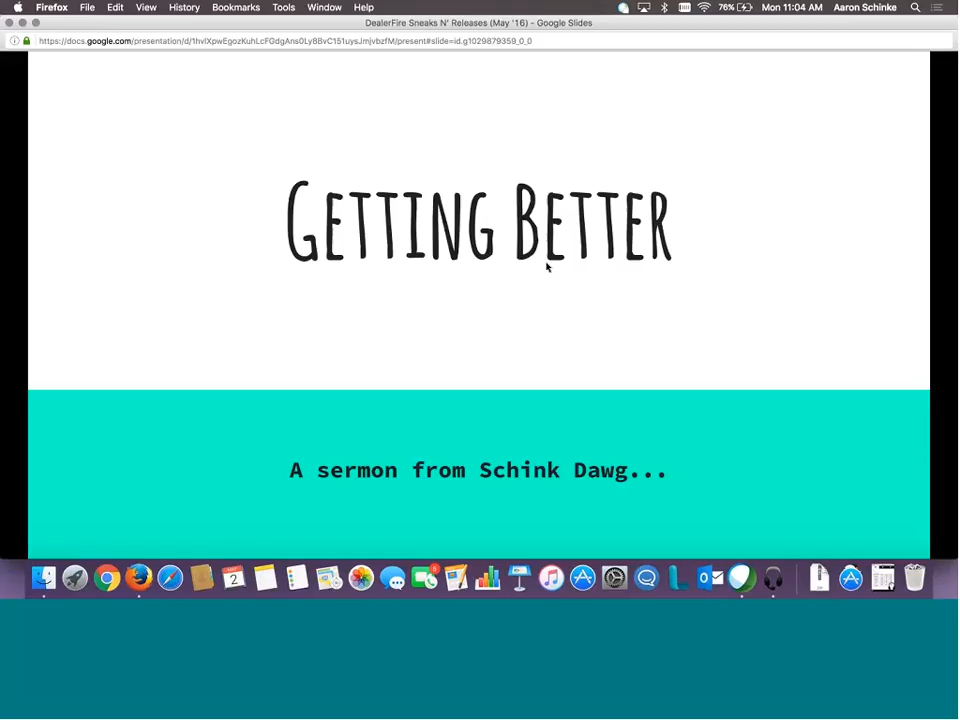 Firefox File Edit View History Bookmarks Tools Window Help 76% Mon 11:04 AM Aaron Schinke
DealerFire Sneaks N' Releases (May '16) - Google Slides
Getting Better
A sermon from Schink Dawg...
2